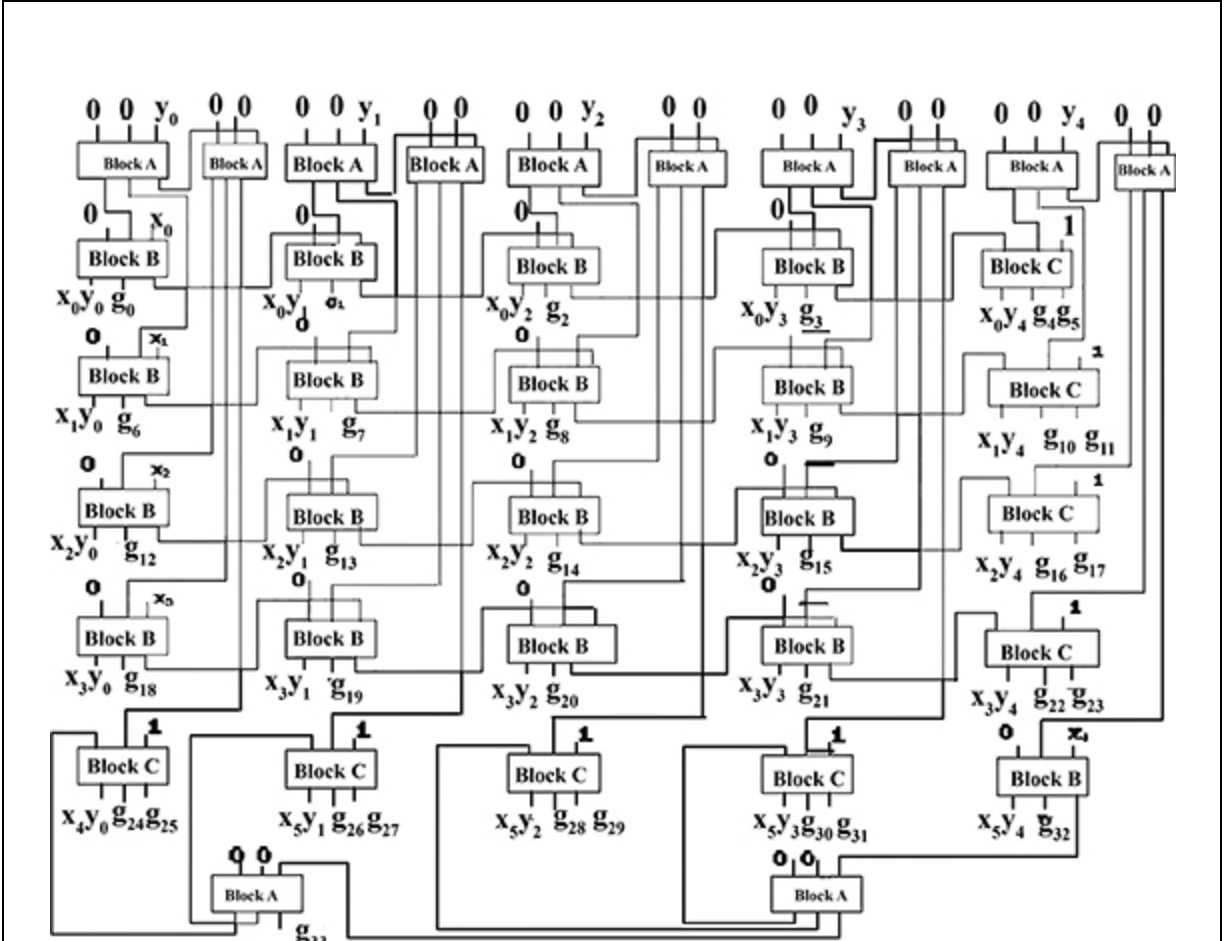 0 0 y0 0 0 0 0 y1 0 0 0 0 y2 0 0 0 0 y3 0 0 0 0 y4 0 0
Block A Block A Block A Block A Block A Block A Block A Block A Block A Block A
0 x0 0 0 0 1
Block B Block B Block B Block B Block C
x0y0 g0 x0y1 g1 x0y2 g2 x0y3 g3 x0y4 g4 g5
0 x1 0 0 1
Block B Block B Block B Block B Block C
x1y0 g6 x1y1 g7 x1y2 g8 x1y3 g9 x1y4 g10 g11
0 x2 0 0 0 1
Block B Block B Block B Block B Block C
x2y0 g12 x2y1 g13 x2y2 g14 x2y3 g15 x2y4 g16 g17
0 x3 0 0 0 1
Block B Block B Block B Block B Block C
x3y0 g18 x3y1 g19 x3y2 g20 x3y3 g21 x3y4 g22 g23
1 1 1 1 0 x4
Block C Block C Block C Block C Block B
x4y0 g24 g25 x5y1 g26 g27 x5y2 g28 g29 x5y3 g30 g31 x5y4 g32
0 0 0 0
Block A Block A